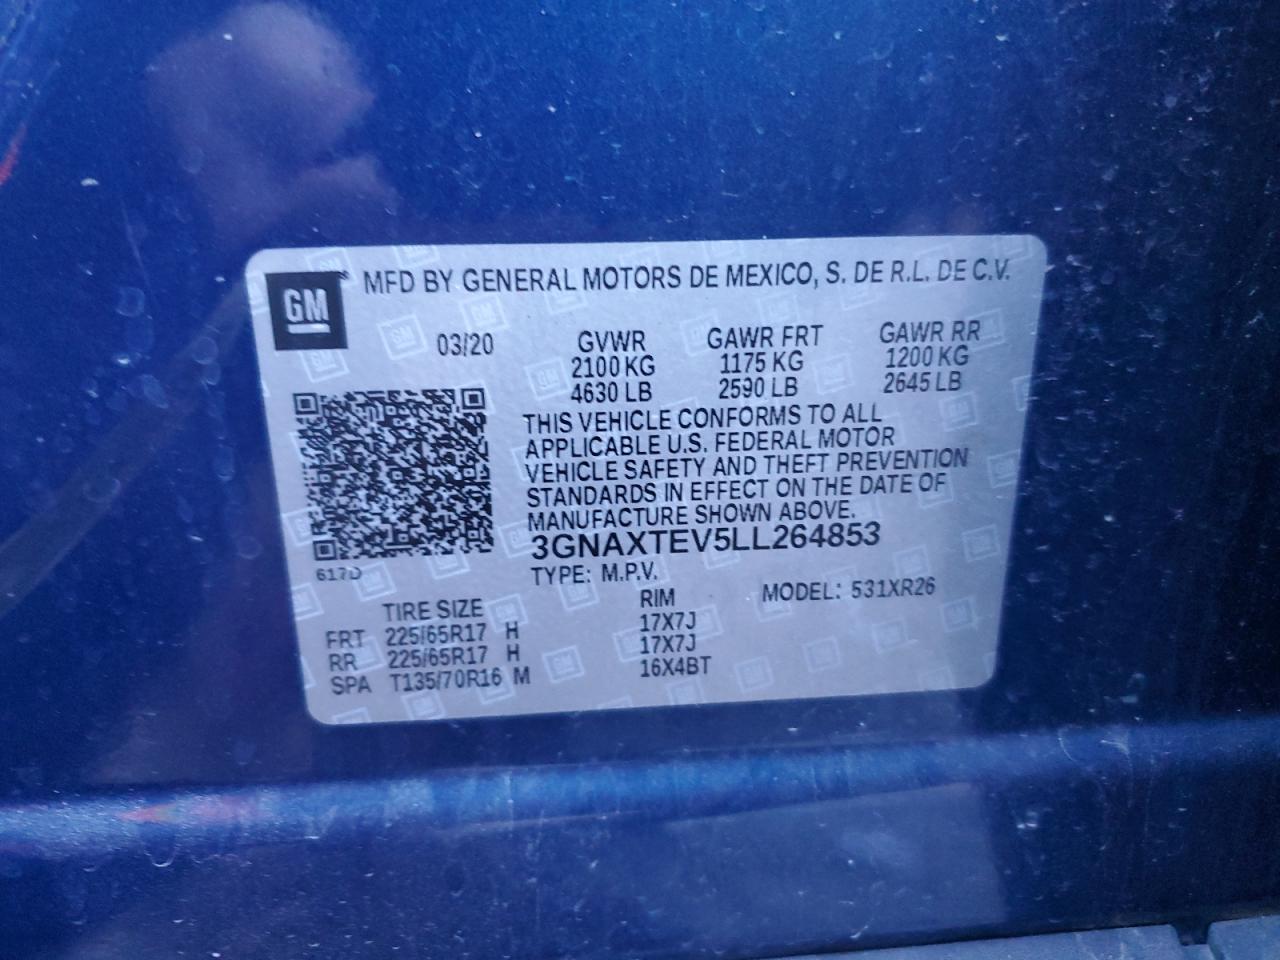 GM
MFD BY GENERAL MOTORS DE MEXICO, S. DE R.L. DE C.V.
03/20 GVWR GAWR FRT GAWR RR
2100 KG 1175 KG 1200 KG
4630 LB 2590 LB 2645 LB
THIS VEHICLE CONFORMS TO ALL
APPLICABLE U.S. FEDERAL MOTOR
VEHICLE SAFETY AND THEFT PREVENTION
STANDARDS IN EFFECT ON THE DATE OF
MANUFACTURE SHOWN ABOVE.
3GNAXTEV5LL264853
617D
TYPE: M.P.V. MODEL: 531XR26
TIRE SIZE RIM
FRT 225/65R17 H 17X7J
RR 225/65R17 H 17X7J
SPA T135/70R16 M 16X4BT